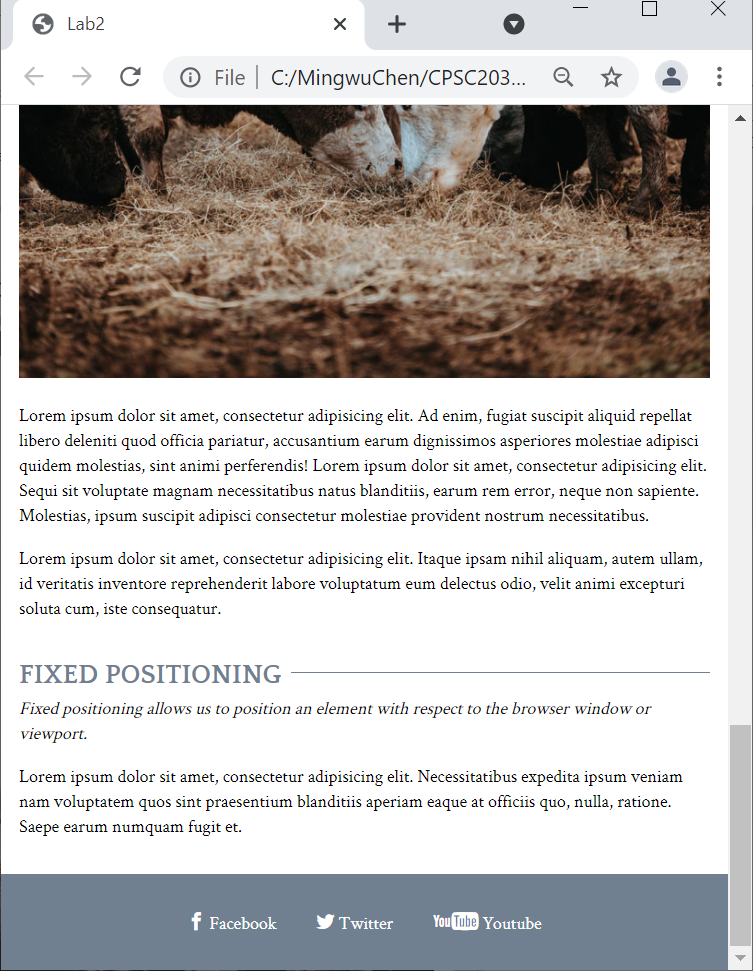 Lab2
File C:/MingwuChen/CPSC203...
Lorem ipsum dolor sit amet, consectetur adipisicing elit. Ad enim, fugiat suscipit aliquid repellat
libero deleniti quod officia pariatur, accusantium earum dignissimos asperiores molestiae adipisci
quidem molestias, sint animi perferendis! Lorem ipsum dolor sit amet, consectetur adipisicing elit.
Sequi sit voluptate magnam necessitatibus natus blanditiis, earum rem error, neque non sapiente.
Molestias, ipsum suscipit adipisci consectetur molestiae provident nostrum necessitatibus.
Lorem ipsum dolor sit amet, consectetur adipisicing elit. Itaque ipsam nihil aliquam, autem ullam,
id veritatis inventore reprehenderit labore voluptatum eum delectus odio, velit animi excepturi
soluta cum, iste consequatur.
FIXED POSITIONING
Fixed positioning allows us to position an element with respect to the browser window or
viewport.
Lorem ipsum dolor sit amet, consectetur adipisicing elit. Necessitatibus expedita ipsum veniam
nam voluptatem quos sint praesentium blanditiis aperiam eaque at officiis quo, nulla, ratione.
Saepe earum numquam fugit et.
Facebook Twitter YouTube Youtube